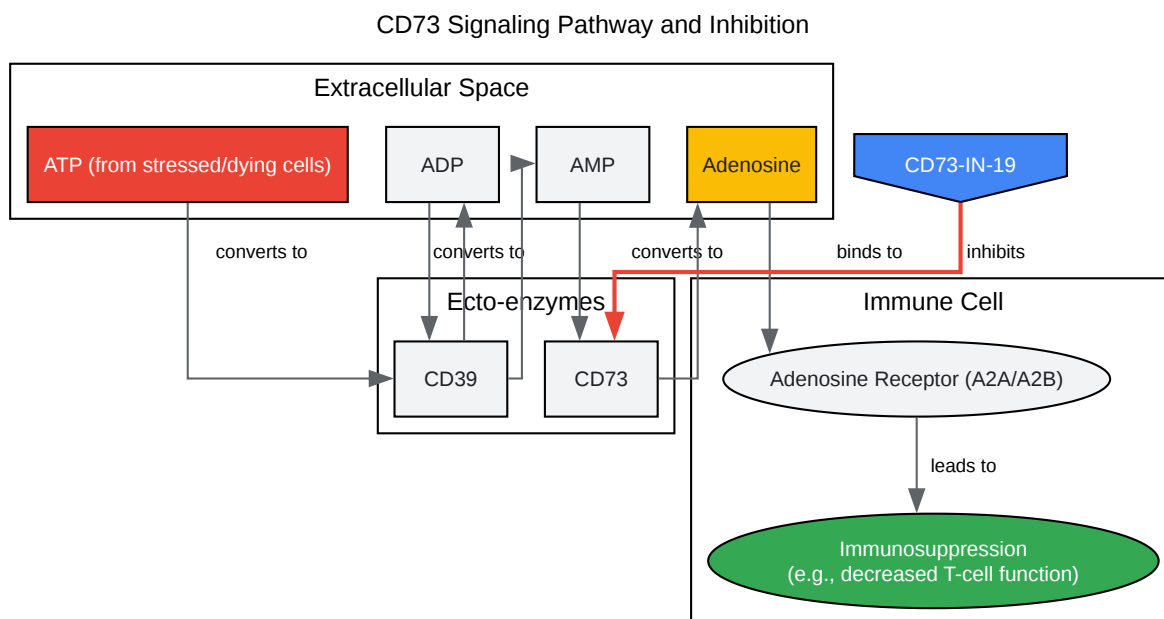 CD73 Signaling Pathway and Inhibition
Extracellular Space
ATP (from stressed/dying cells)
ADP
AMP
Adenosine
CD73-IN-19
converts to
converts to
converts to
binds to
inhibits
Ecto-enzymes
Immune Cell
CD39
CD73
Adenosine Receptor (A2A/A2B)
leads to
Immunosuppression
(e.g., decreased T-cell function)